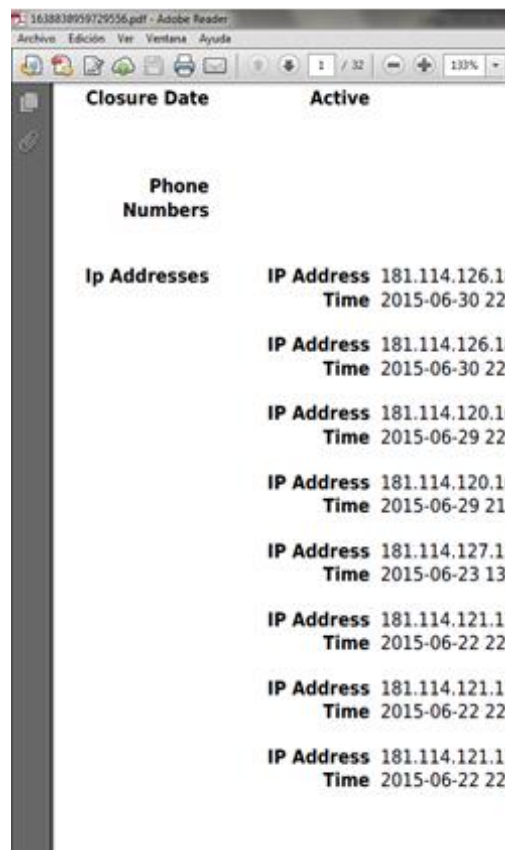 1638838959729556.pdf - Adobe Reader
Archivo Edición Ver Ventana Ayuda
1 / 32 133%
Closure Date Active
Phone
Numbers
Ip Addresses IP Address 181.114.126.1
Time 2015-06-30 22
IP Address 181.114.126.1
Time 2015-06-30 22
IP Address 181.114.120.1
Time 2015-06-29 22
IP Address 181.114.120.1
Time 2015-06-29 21
IP Address 181.114.127.1
Time 2015-06-23 13
IP Address 181.114.121.1
Time 2015-06-22 22
IP Address 181.114.121.1
Time 2015-06-22 22
IP Address 181.114.121.1
Time 2015-06-22 22